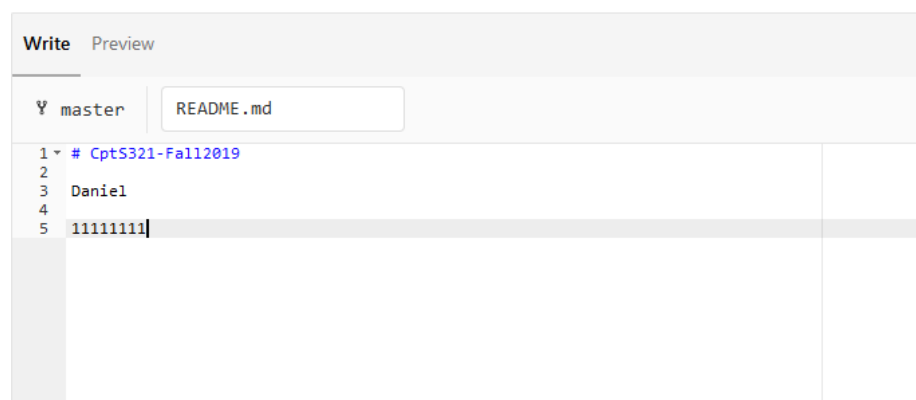 Write Preview
master README.md
1 # CptS321-Fall2019
2
3 Daniel
4
5 11111111